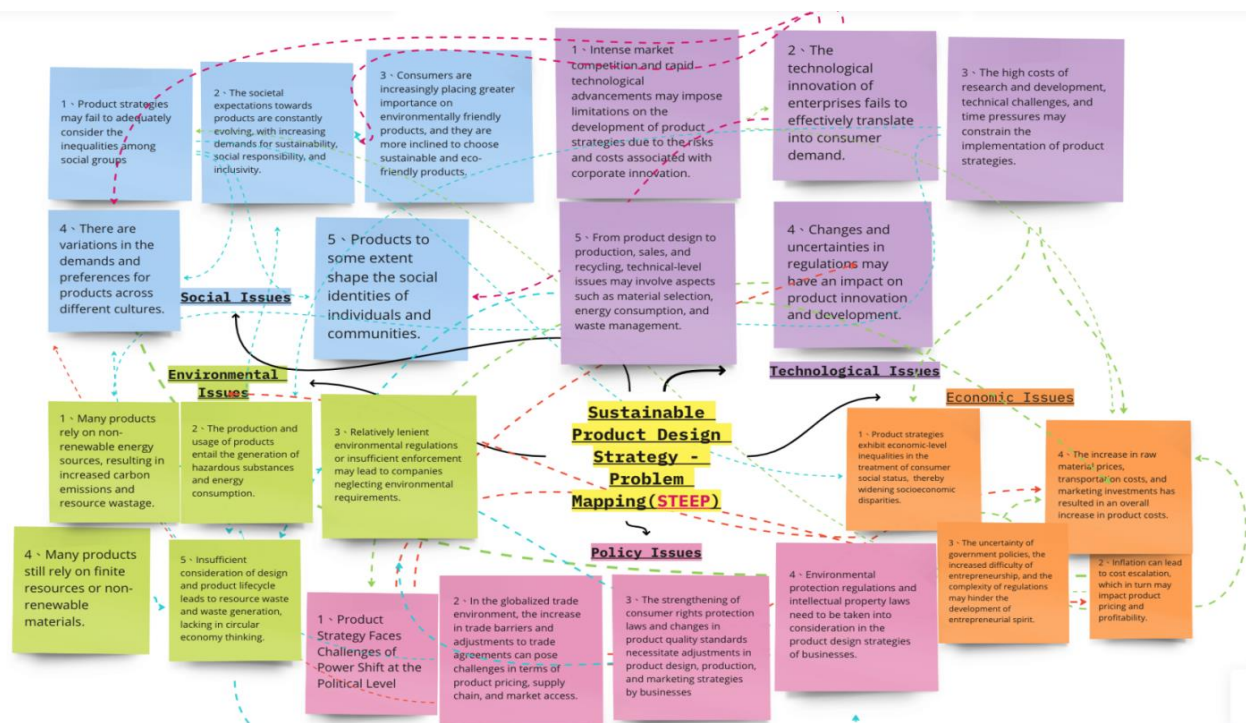 1、Product strategies
may fail to adequately
consider the
inequalities among
social groups
2、The societal
expectations towards
products are constantly
evolving, with increasing
demands for sustainability,
social responsibility, and
inclusivity.
3、Consumers are
increasingly placing greater
importance on
environmentally friendly
products, and they are
more inclined to choose
sustainable and eco-
friendly products.
4、There are
variations in the
demands and
preferences for
products across
different cultures.
5、Products to
some extent
shape the social
identities of
individuals and
communities.
Social Issues
1、Intense market
competition and rapid
technological
advancements may impose
limitations on the
development of product
strategies due to the risks
and costs associated with
corporate innovation.
2、The
technological
innovation of
enterprises fails to
effectively translate
into consumer
demand.
3、The high costs of
research and development,
technical challenges, and
time pressures may
constrain the
implementation of product
strategies.
5、From product design to
production, sales, and
recycling, technical-level
issues may involve aspects
such as material selection,
energy consumption, and
waste management.
4、Changes and
uncertainties in
regulations may
have an impact on
product innovation
and development.
Technological Issues
Environmental
Issues
1、Many products
rely on non-
renewable energy
sources, resulting in
increased carbon
emissions and
resource wastage.
2、The production and
usage of products
entail the generation of
hazardous substances
and energy
consumption.
3、Relatively lenient
environmental regulations
or insufficient enforcement
may lead to companies
neglecting environmental
requirements.
4、Many products
still rely on finite
resources or non-
renewable
materials.
5、Insufficient
consideration of design
and product lifecycle
leads to resource waste
and waste generation,
lacking in circular
economy thinking.
Sustainable
Product Design
Strategy -
Problem
Mapping(STEEP)
Economic Issues
1、Product strategies
exhibit economic-level
inequalities in the
treatment of consumer
social status, thereby
widening socioeconomic
disparities.
4、The increase in raw
material prices,
transportation costs, and
marketing investments has
resulted in an overall
increase in product costs.
3、The uncertainty of
government policies, the
increased difficulty of
entrepreneurship, and the
complexity of regulations
may hinder the
development of
entrepreneurial spirit.
2、Inflation can lead
to cost escalation,
which in turn may
impact product
pricing and
profitability.
Policy Issues
1、Product
Strategy Faces
Challenges of
Power Shift at the
Political Level
2、In the globalized trade
environment, the increase
in trade barriers and
adjustments to trade
agreements can pose
challenges in terms of
product pricing, supply
chain, and market access.
3、The strengthening of
consumer rights protection
laws and changes in
product quality standards
necessitate adjustments in
product design, production,
and marketing strategies
by businesses
4、Environmental
protection regulations and
intellectual property laws
need to be taken into
consideration in the
product design strategies
of businesses.